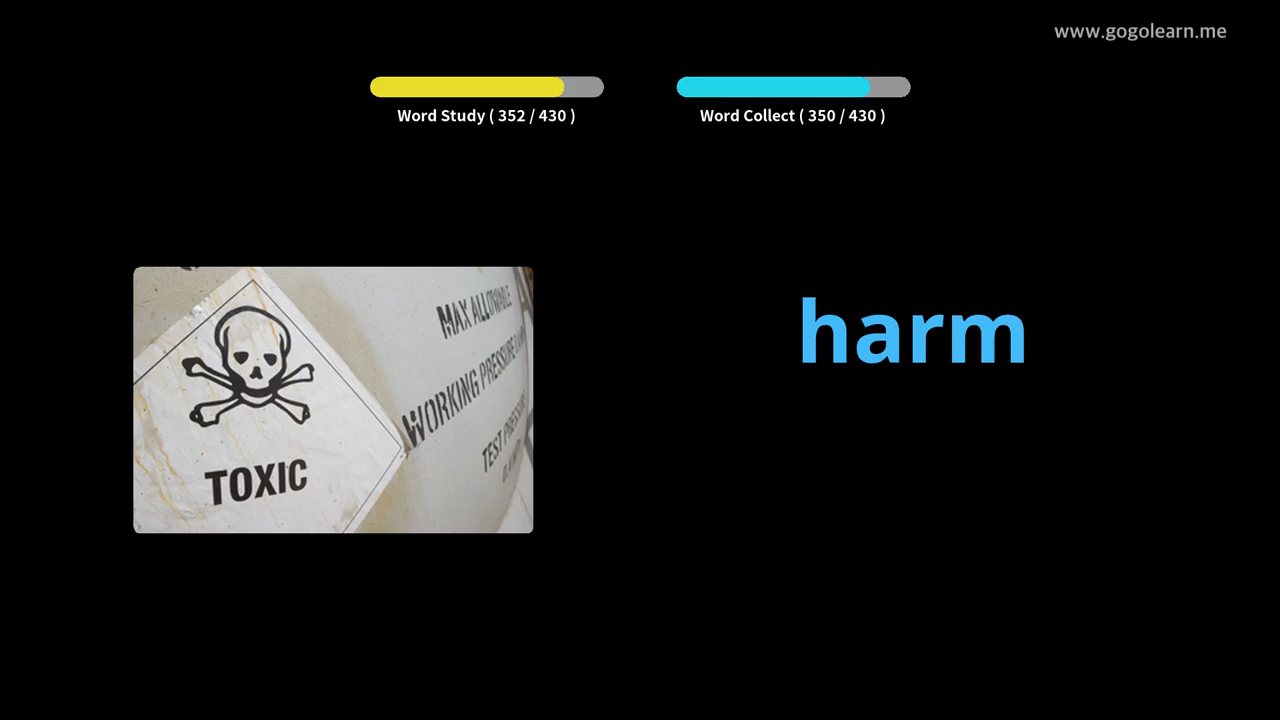 www.gogolearn.me
Word Study ( 352 / 430 )
Word Collect ( 350 / 430 )
harm
MAX ALLOWABLE
WORKING PRESSURE
TEST PRESSURE
TOXIC